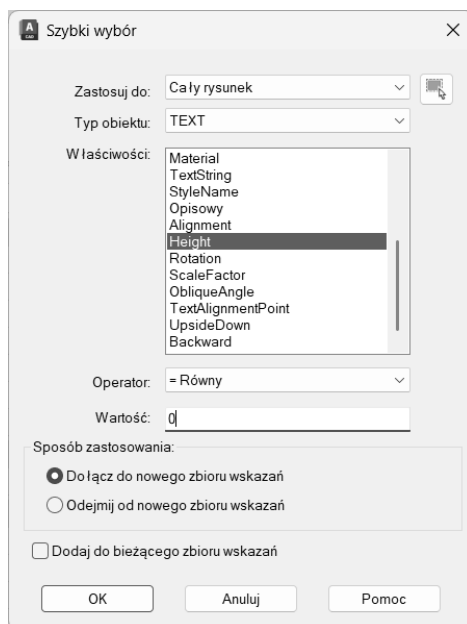 A
CAD
Szybki wybór
Zastosuj do: Cały rysunek
Typ obiektu: TEXT
Właściwości:
Material
TextString
StyleName
Opisowy
Alignment
Height
Rotation
ScaleFactor
ObliqueAngle
TextAlignmentPoint
UpsideDown
Backward
Operator: = Równy
Wartość: 0
Sposób zastosowania:
Dołącz do nowego zbioru wskazań
Odejmij od nowego zbioru wskazań
Dodaj do bieżącego zbioru wskazań
OK Anuluj Pomoc